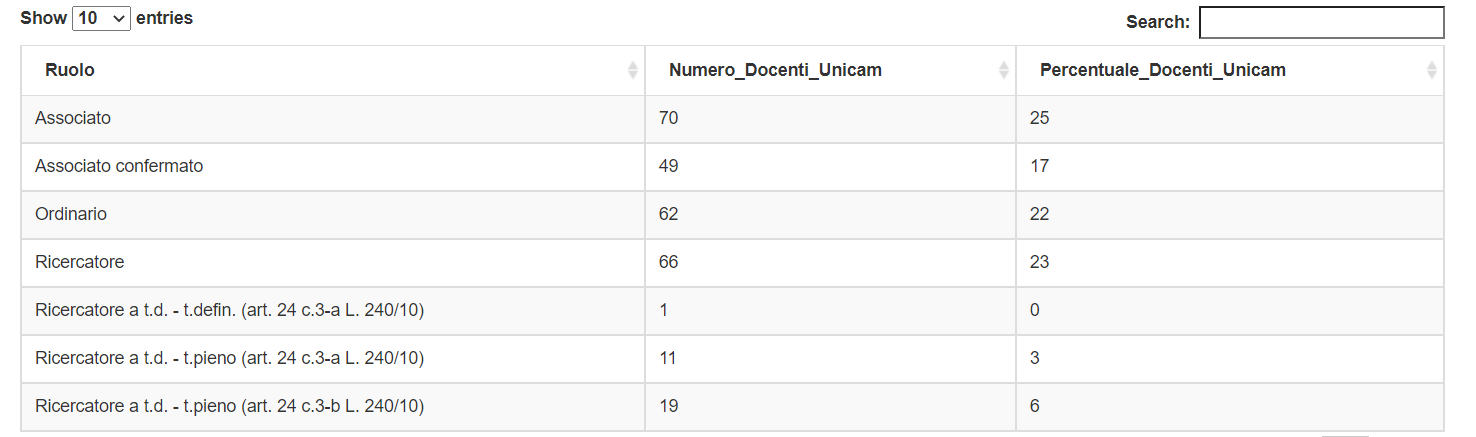 Show 10 entries
Search:
Ruolo Numero_Docenti_Unicam Percentuale_Docenti_Unicam
Associato 70 25
Associato confermato 49 17
Ordinario 62 22
Ricercatore 66 23
Ricercatore a t.d. - t.defin. (art. 24 c.3-a L. 240/10) 1 0
Ricercatore a t.d. - t.pieno (art. 24 c.3-a L. 240/10) 11 3
Ricercatore a t.d. - t.pieno (art. 24 c.3-b L. 240/10) 19 6